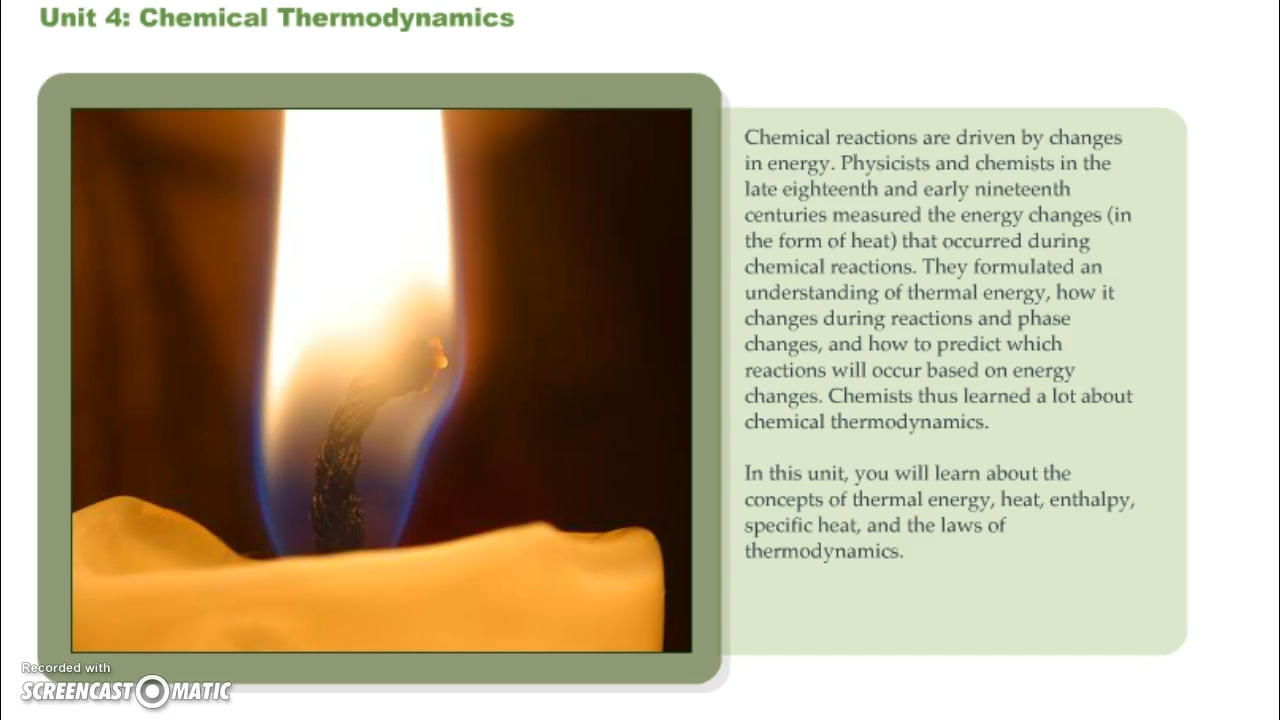 Unit 4: Chemical Thermodynamics
Chemical reactions are driven by changes
in energy. Physicists and chemists in the
late eighteenth and early nineteenth
centuries measured the energy changes (in
the form of heat) that occurred during
chemical reactions. They formulated an
understanding of thermal energy, how it
changes during reactions and phase
changes, and how to predict which
reactions will occur based on energy
changes. Chemists thus learned a lot about
chemical thermodynamics.
In this unit, you will learn about the
concepts of thermal energy, heat, enthalpy,
specific heat, and the laws of
thermodynamics.
Recorded with
SCREENCAST O MATIC